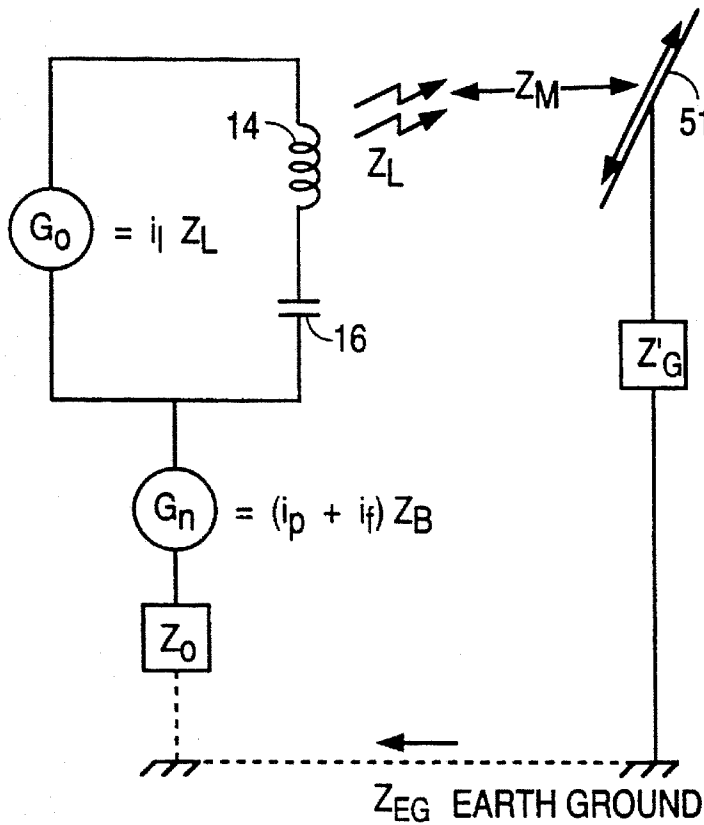 14
Z_M
51
Z_L
G_o = i_l Z_L
16
Z'_G
G_n = (i_p + i_f) Z_B
Z_o
Z_EG EARTH GROUND